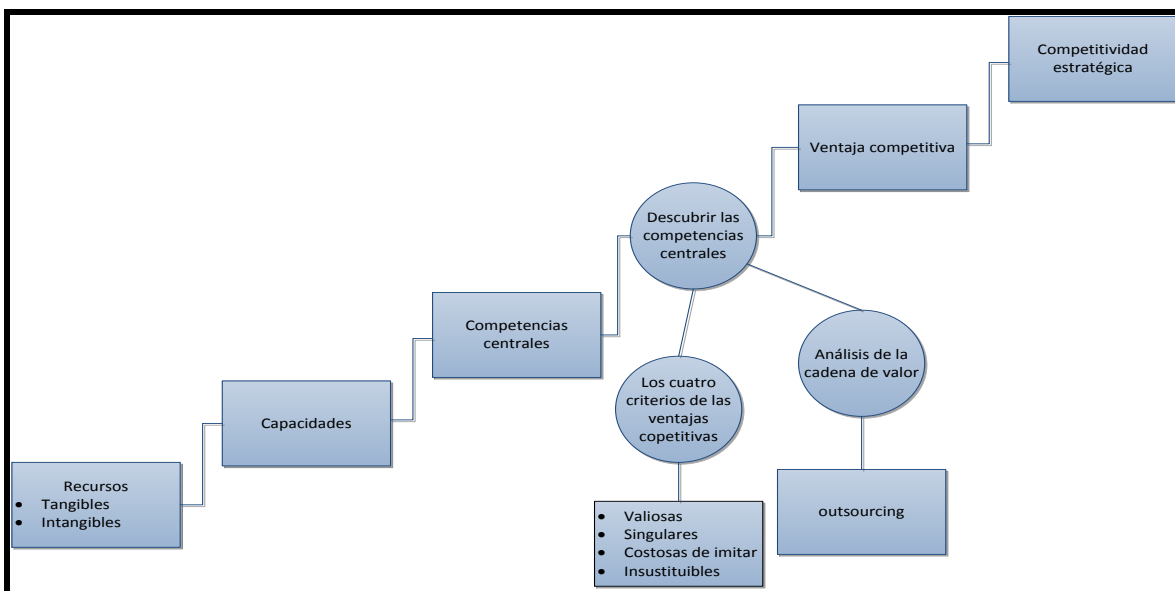 Competitividad
estratégica
Ventaja competitiva
Descubrir las
competencias
centrales
Competencias
centrales
Análisis de la
cadena de valor
Los cuatro
criterios de las
ventajas
copetitivas
Capacidades
Recursos
• Tangibles
• Intangibles
• Valiosas
• Singulares
• Costosas de imitar
• Insustituibles
outsourcing